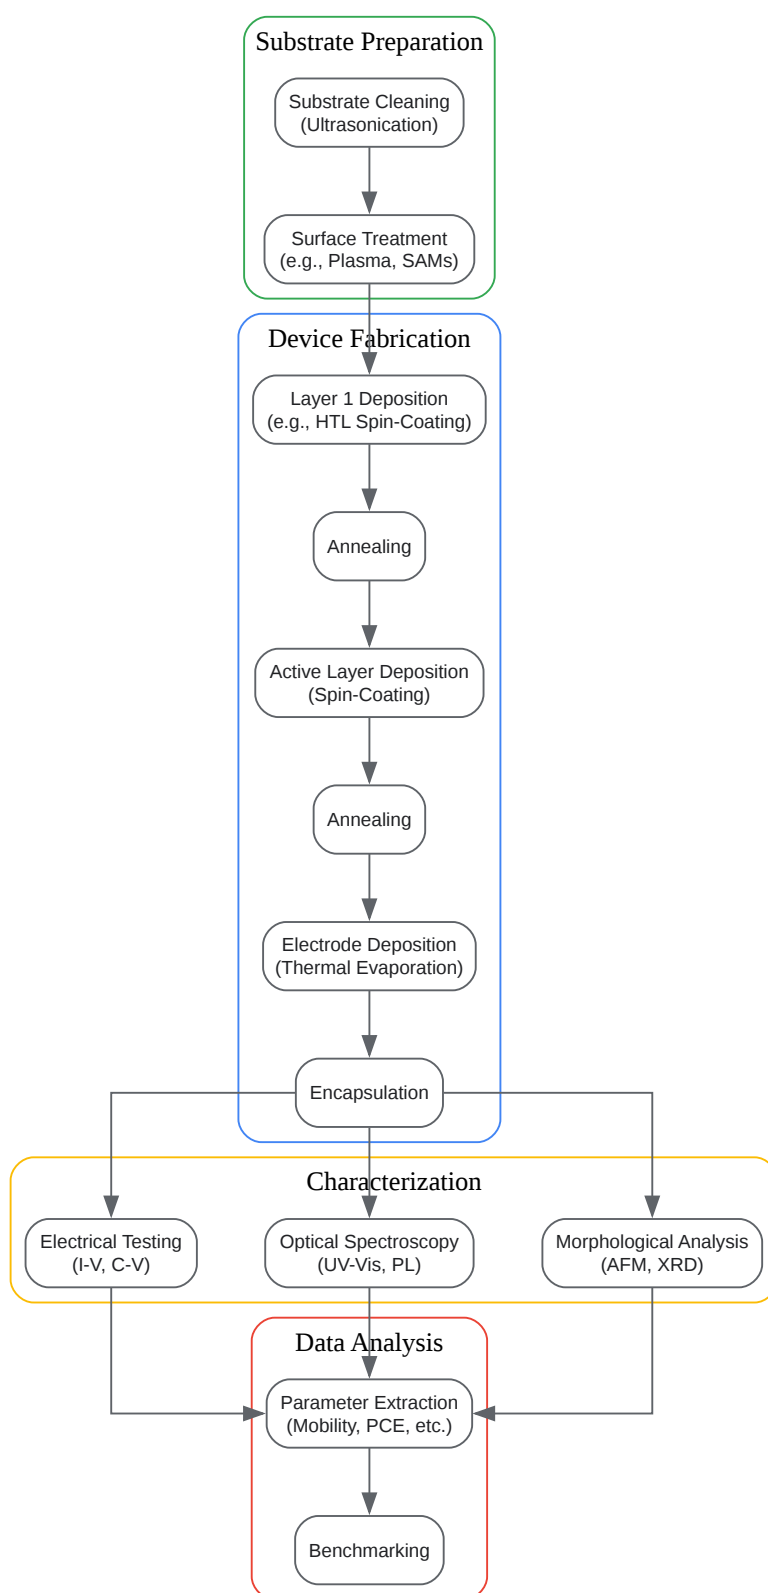 Substrate Preparation
Substrate Cleaning
(Ultrasonication)
Surface Treatment
(e.g., Plasma, SAMs)
Device Fabrication
Layer 1 Deposition
(e.g., HTL Spin-Coating)
Annealing
Active Layer Deposition
(Spin-Coating)
Annealing
Electrode Deposition
(Thermal Evaporation)
Encapsulation
Characterization
Electrical Testing
(I-V, C-V)
Optical Spectroscopy
(UV-Vis, PL)
Morphological Analysis
(AFM, XRD)
Data Analysis
Parameter Extraction
(Mobility, PCE, etc.)
Benchmarking